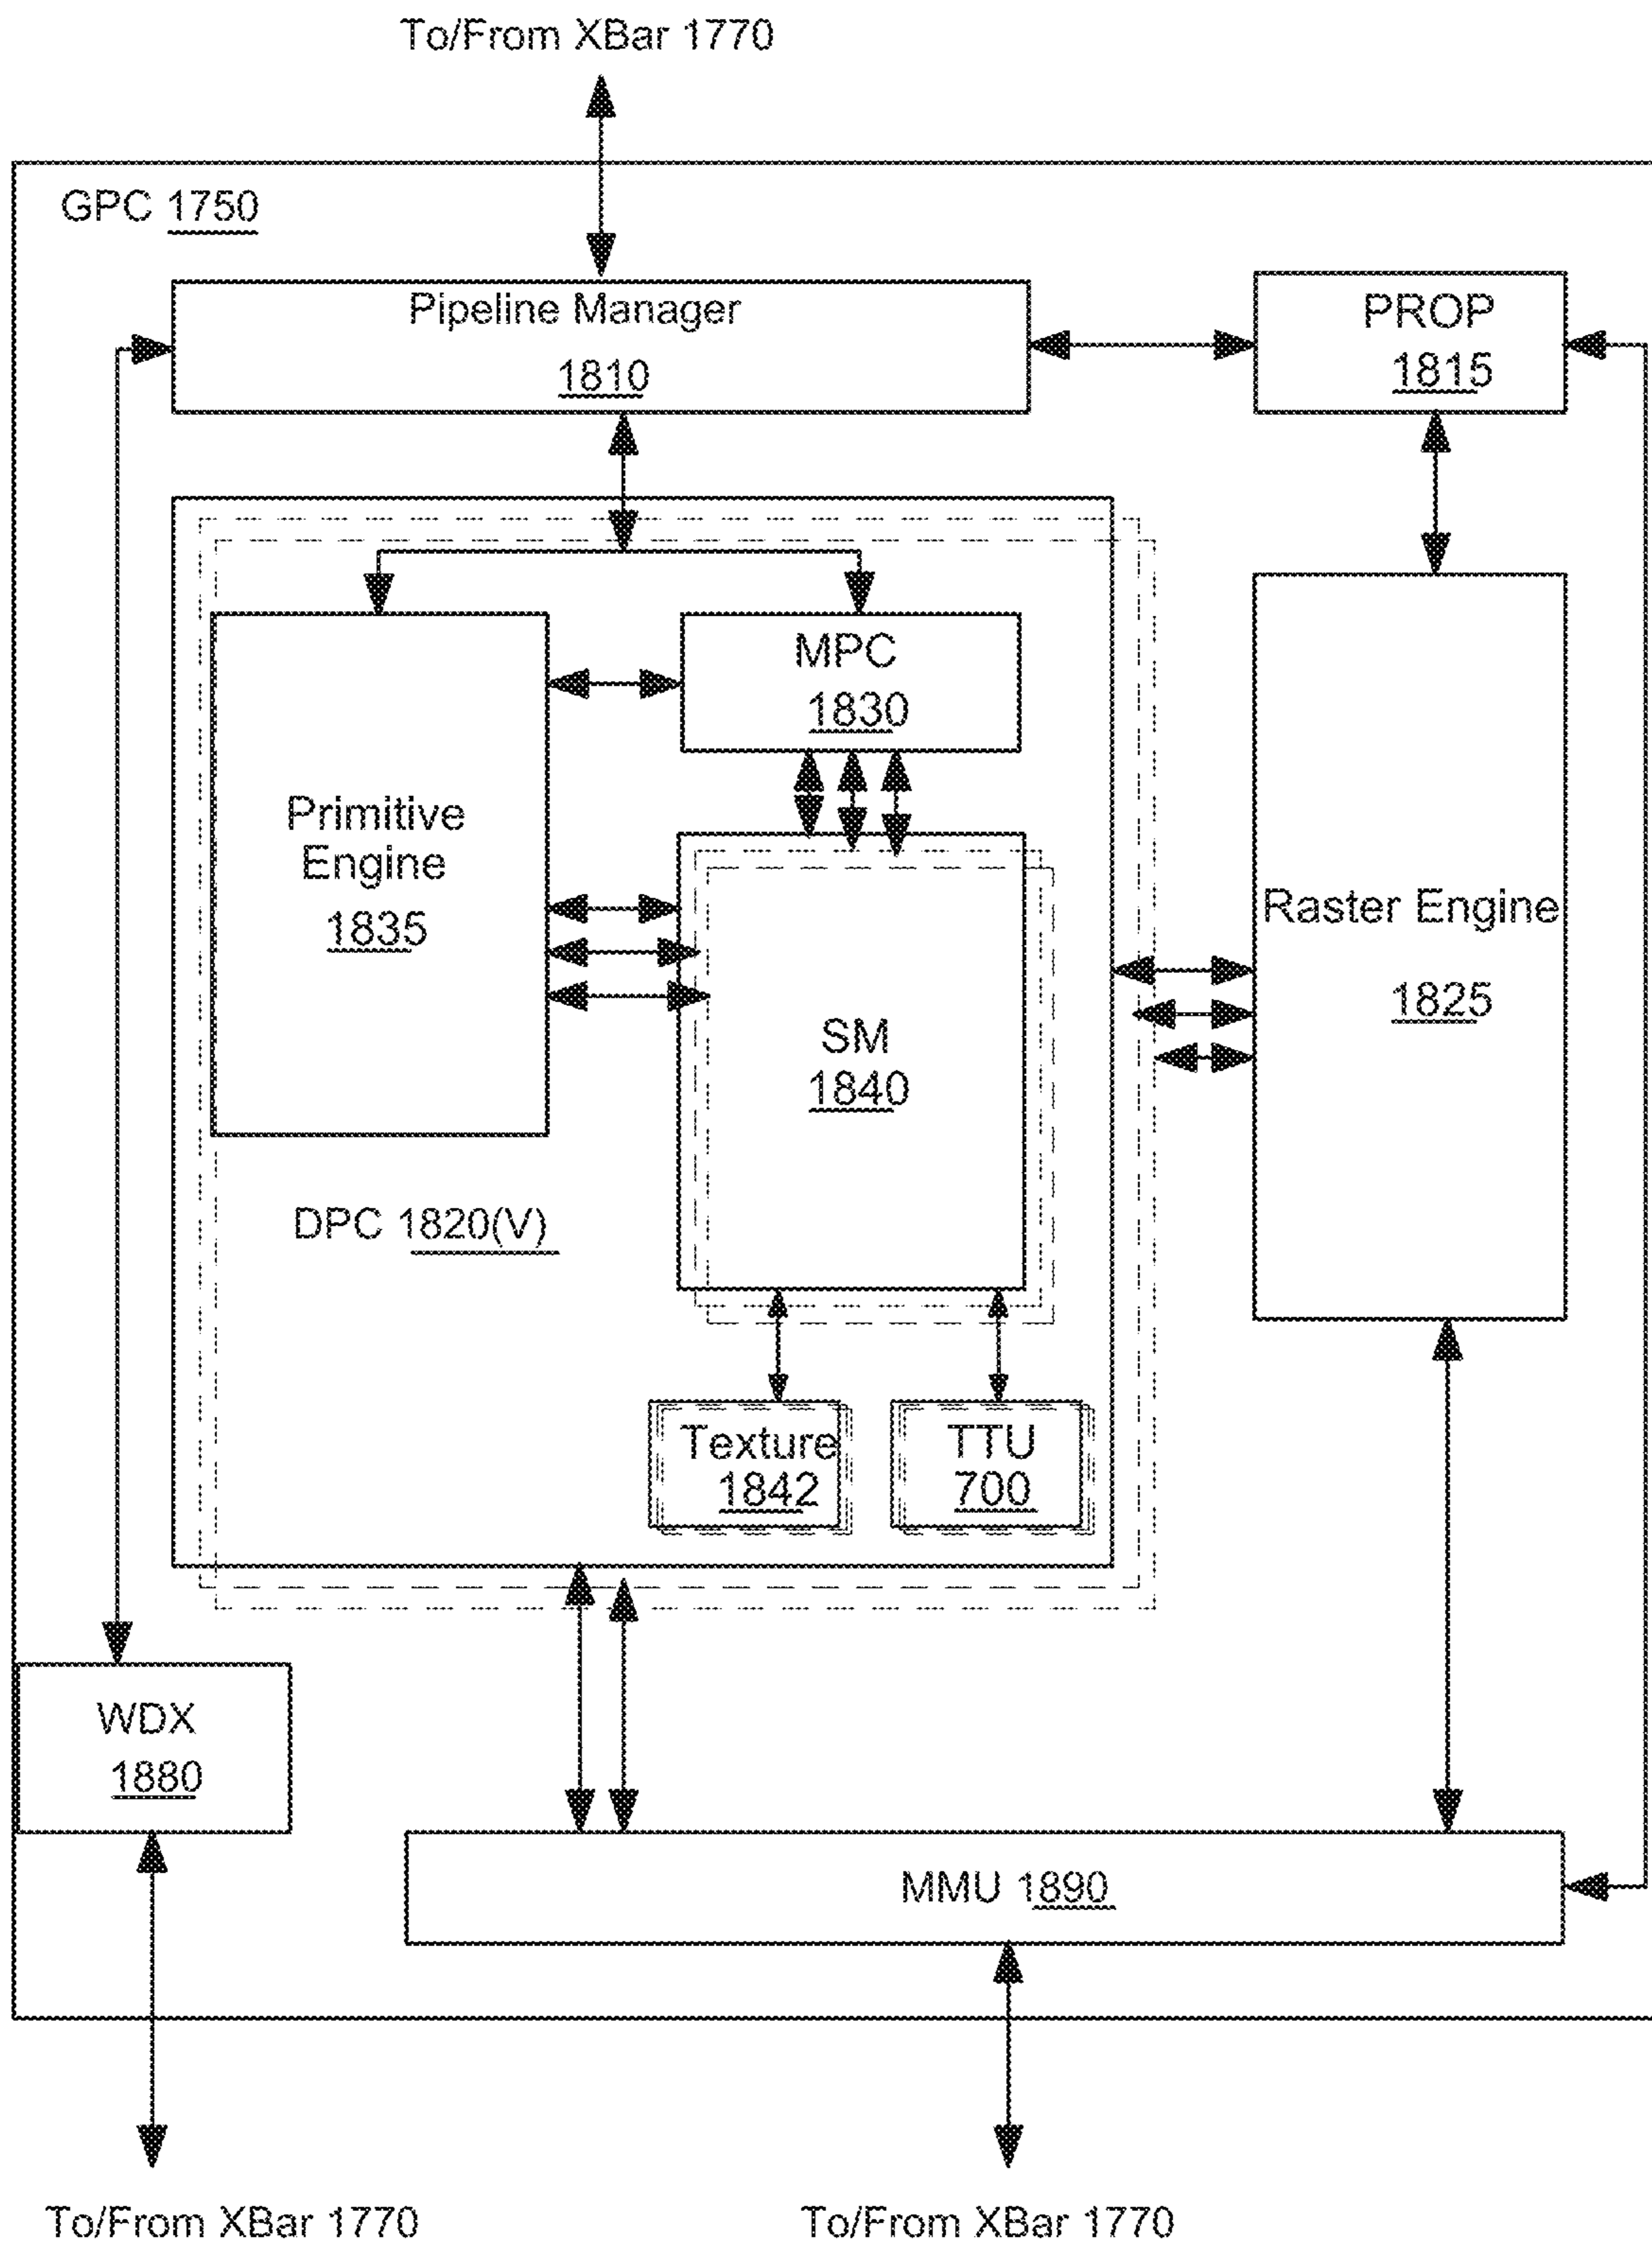 To/From XBar 1770
GPC 1750
Pipeline Manager
1810
PROP
1815
MPC
1830
Primitive
Engine
1835
Raster Engine
1825
SM
1840
DPC 1820(V)
Texture
1842
TTU
700
WDX
1880
MMU 1890
To/From XBar 1770
To/From XBar 1770